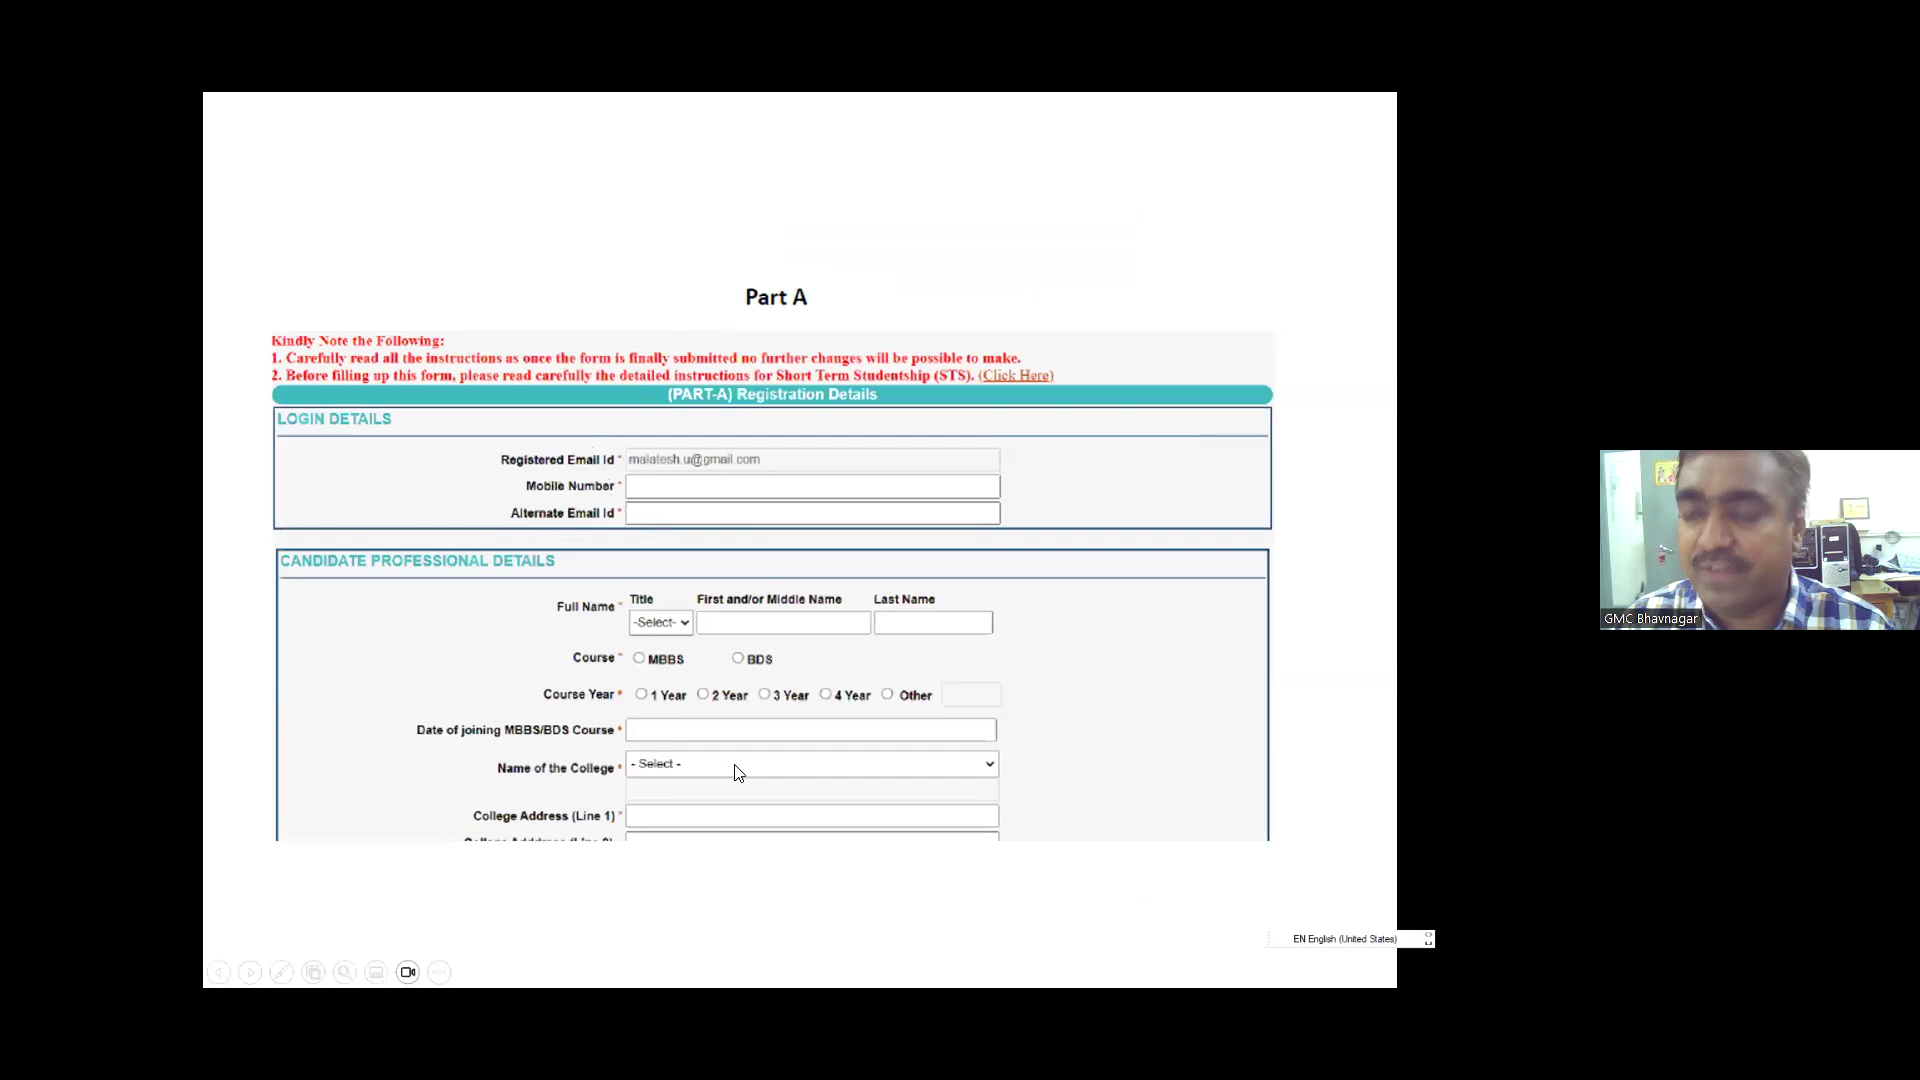 Part A
Kindly Note the Following:
1. Carefully read all the instructions as once the form is finally submitted no further changes will be possible to make.
2. Before filling up this form, please read carefully the detailed instructions for Short Term Studentship (STS). (Click Here)
(PART-A) Registration Details
LOGIN DETAILS
Registered Email Id * malatesh.u@gmail.com
Mobile Number *
Alternate Email Id *
CANDIDATE PROFESSIONAL DETAILS
Title First and/or Middle Name Last Name
Full Name * -Select-
Course * MBBS BDS
Course Year * 1 Year 2 Year 3 Year 4 Year Other
Date of joining MBBS/BDS Course *
Name of the College * - Select -
College Address (Line 1) *
GMC Bhavnagar
EN English (United States)